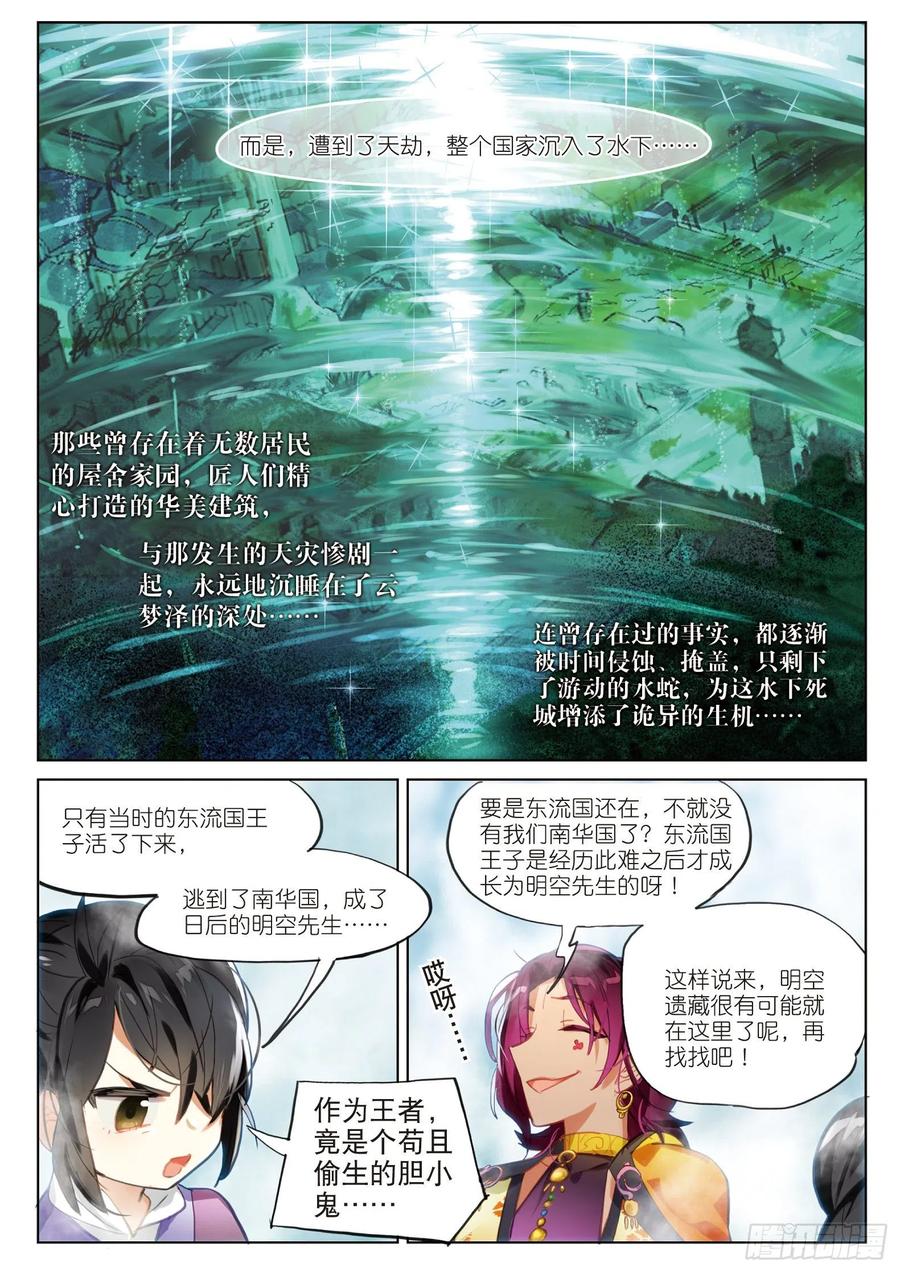 而是，遭到了天劫，整个国家沉入了水下……
那些曾存在着无数居民
的屋舍家园，匠人们精
心打造的华美建筑，
与那发生的天灾惨剧一
起，永远地沉睡在了云
梦泽的深处……
连曾存在过的事实，都逐渐
被时间侵蚀、掩盖，只剩下
了游动的水蛇，为这水下死
城增添了诡异的生机……
只有当时的东流国王
子活了下来，
逃到了南华国，成了
日后的明空先生……
作为王者，
竟是个苟且
偷生的胆小
鬼……
要是东流国还在，不就没
有我们南华国了？东流国
王子是经历此难之后才成
长为明空先生的呀！
哎呀……
这样说来，明空
遗藏很有可能就
在这里了呢，再
找找吧！
腾讯动漫